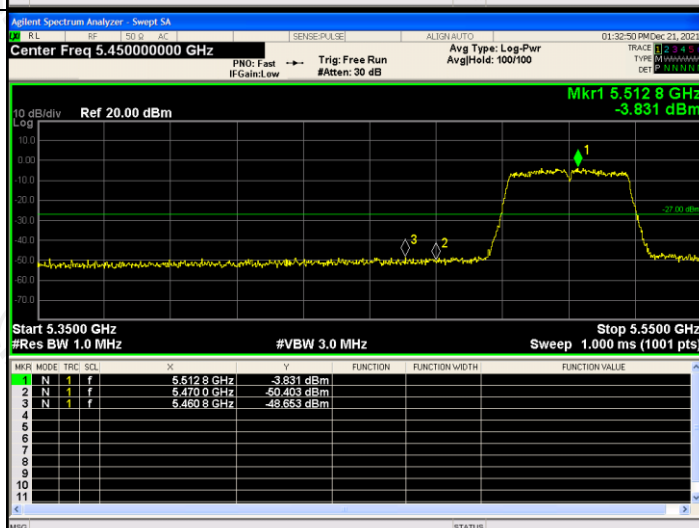 Agilent Spectrum Analyzer - Swept SA
RL RF 50 Ω AC SENSE:PULSE ALIGN AUTO 01:32:50 PM Dec 21, 2021
Center Freq 5.450000000 GHz
PNO: Fast
IFGain:Low
Trig: Free Run
#Atten: 30 dB
Avg Type: Log-Pwr
Avg|Hold: 100/100
TRACE 1 2 3 4 5
TYPE M
DET P N N N N
Mkr1 5.512 8 GHz
-3.831 dBm
10 dB/div Ref 20.00 dBm
Log
10.0
0.00
-10.0
-20.0
-30.0
-40.0
-50.0
-60.0
-70.0
1
-27.00 dBm
3
2
Start 5.3500 GHz
Stop 5.5500 GHz
#Res BW 1.0 MHz
#VBW 3.0 MHz
Sweep 1.000 ms (1001 pts)
MKR MODE TRC SCL X Y FUNCTION FUNCTION WIDTH FUNCTION VALUE
1 N 1 f 5.512 8 GHz -3.831 dBm
2 N 1 f 5.470 0 GHz -50.403 dBm
3 N 1 f 5.460 8 GHz -48.653 dBm
4
5
6
7
8
9
10
11
MSG STATUS